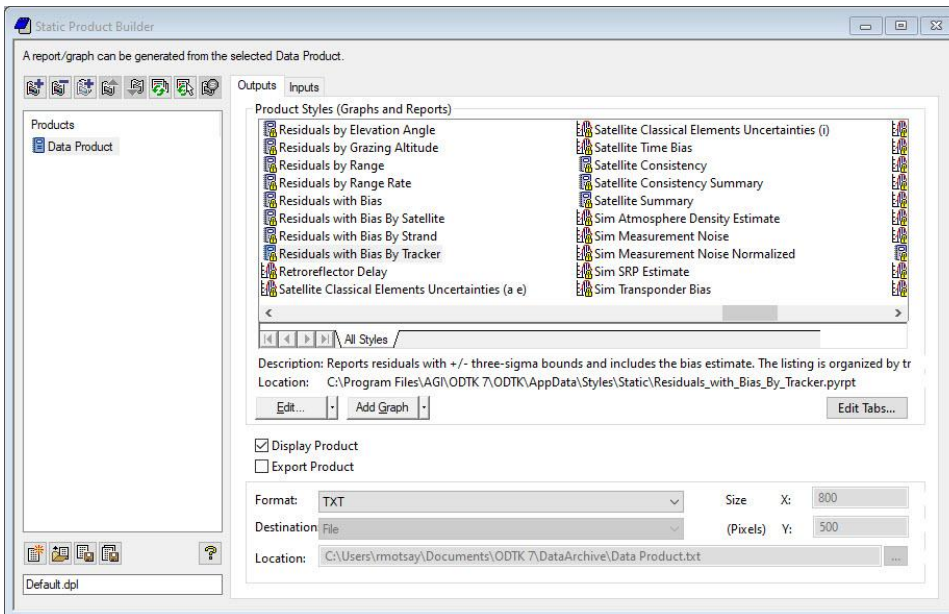 Static Product Builder
A report/graph can be generated from the selected Data Product.
Products
Data Product
Default.dpl
Outputs Inputs
Product Styles (Graphs and Reports)
Residuals by Elevation Angle
Residuals by Grazing Altitude
Residuals by Range
Residuals by Range Rate
Residuals with Bias
Residuals with Bias By Satellite
Residuals with Bias By Strand
Residuals with Bias By Tracker
Retroreflector Delay
Satellite Classical Elements Uncertainties (a e)
Satellite Classical Elements Uncertainties (i)
Satellite Time Bias
Satellite Consistency
Satellite Consistency Summary
Satellite Summary
Sim Atmosphere Density Estimate
Sim Measurement Noise
Sim Measurement Noise Normalized
Sim SRP Estimate
Sim Transponder Bias
All Styles
Description: Reports residuals with +/- three-sigma bounds and includes the bias estimate. The listing is organized by tr
Location: C:\Program Files\AGI\ODTK 7\ODTK\AppData\Styles\Static\Residuals_with_Bias_By_Tracker.pyrpt
Edit... Add Graph Edit Tabs...
Display Product
Export Product
Format: TXT Size X: 800
Destination: File (Pixels) Y: 500
Location: C:\Users\rmotsay\Documents\ODTK 7\DataArchive\Data Product.txt ...